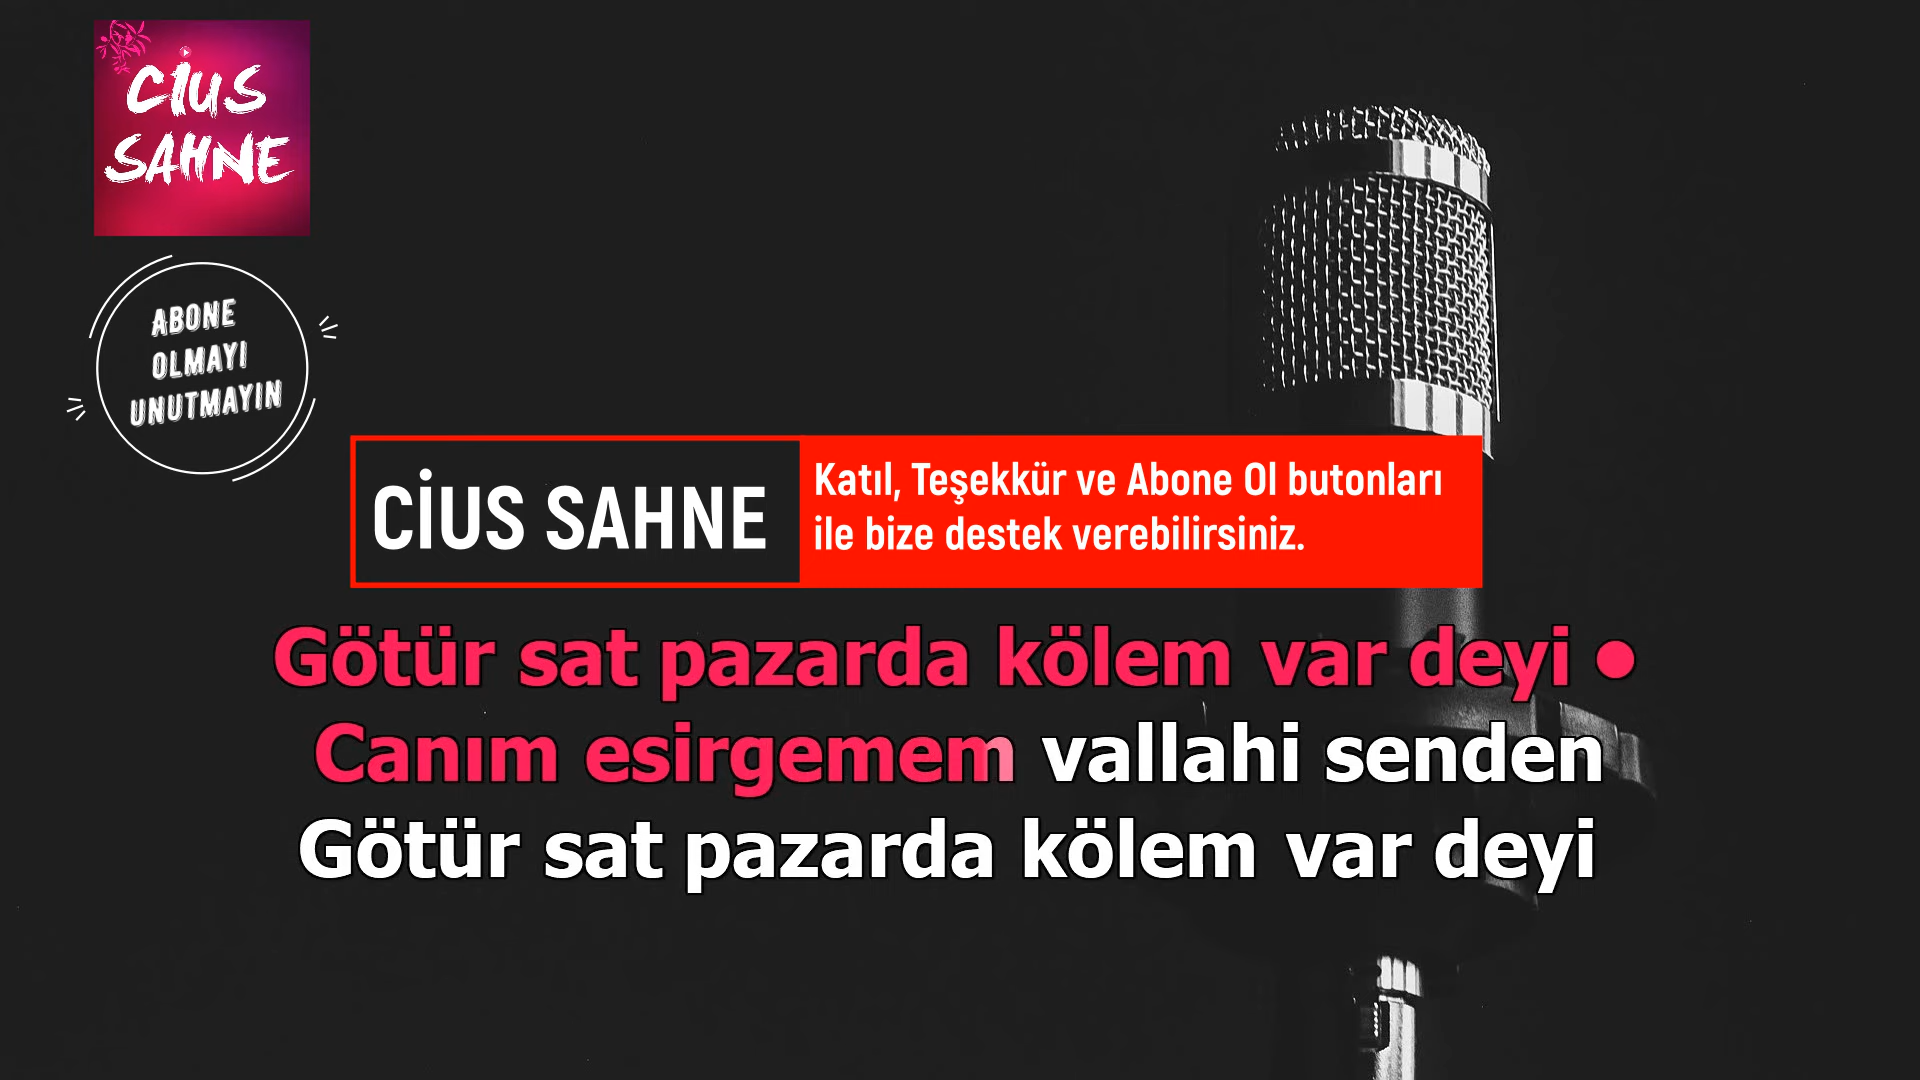 CİUS
SAHNE
ABONE
OLMAYI
UNUTMAYIN
CİUS SAHNE
Katıl, Teşekkür ve Abone Ol butonları
ile bize destek verebilirsiniz.
Götür sat pazarda kölem var deyi •
Canım esirgemem vallahi senden
Götür sat pazarda kölem var deyi